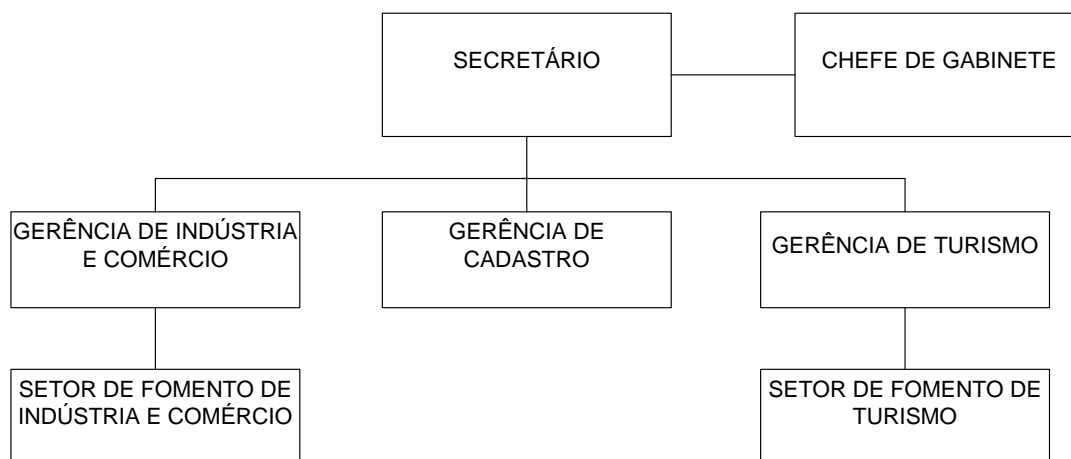 SECRETÁRIO
CHEFE DE GABINETE
GERÊNCIA DE INDÚSTRIA
E COMÉRCIO
GERÊNCIA DE
CADASTRO
GERÊNCIA DE TURISMO
SETOR DE FOMENTO DE
INDÚSTRIA E COMÉRCIO
SETOR DE FOMENTO DE
TURISMO